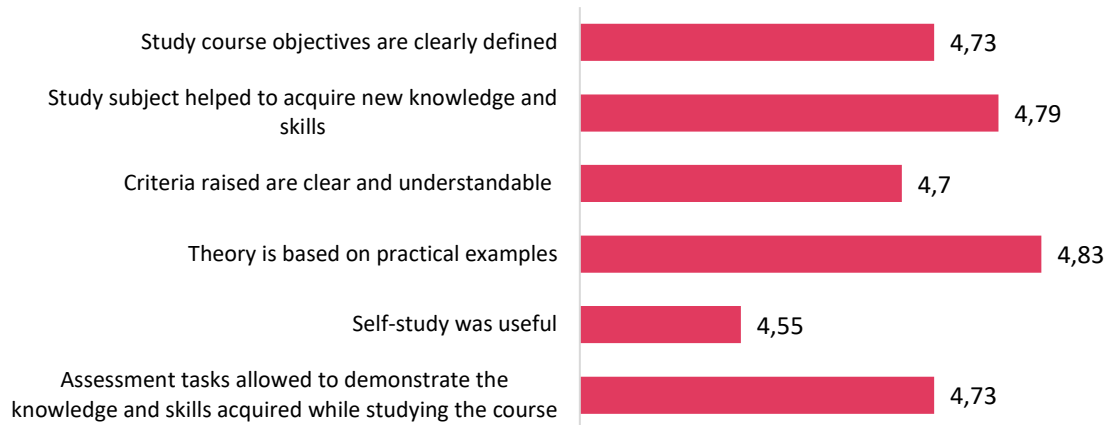 Study course objectives are clearly defined
4,73
Study subject helped to acquire new knowledge and
skills
4,79
Criteria raised are clear and understandable
4,7
Theory is based on practical examples
4,83
Self-study was useful
4,55
Assessment tasks allowed to demonstrate the
knowledge and skills acquired while studying the course
4,73